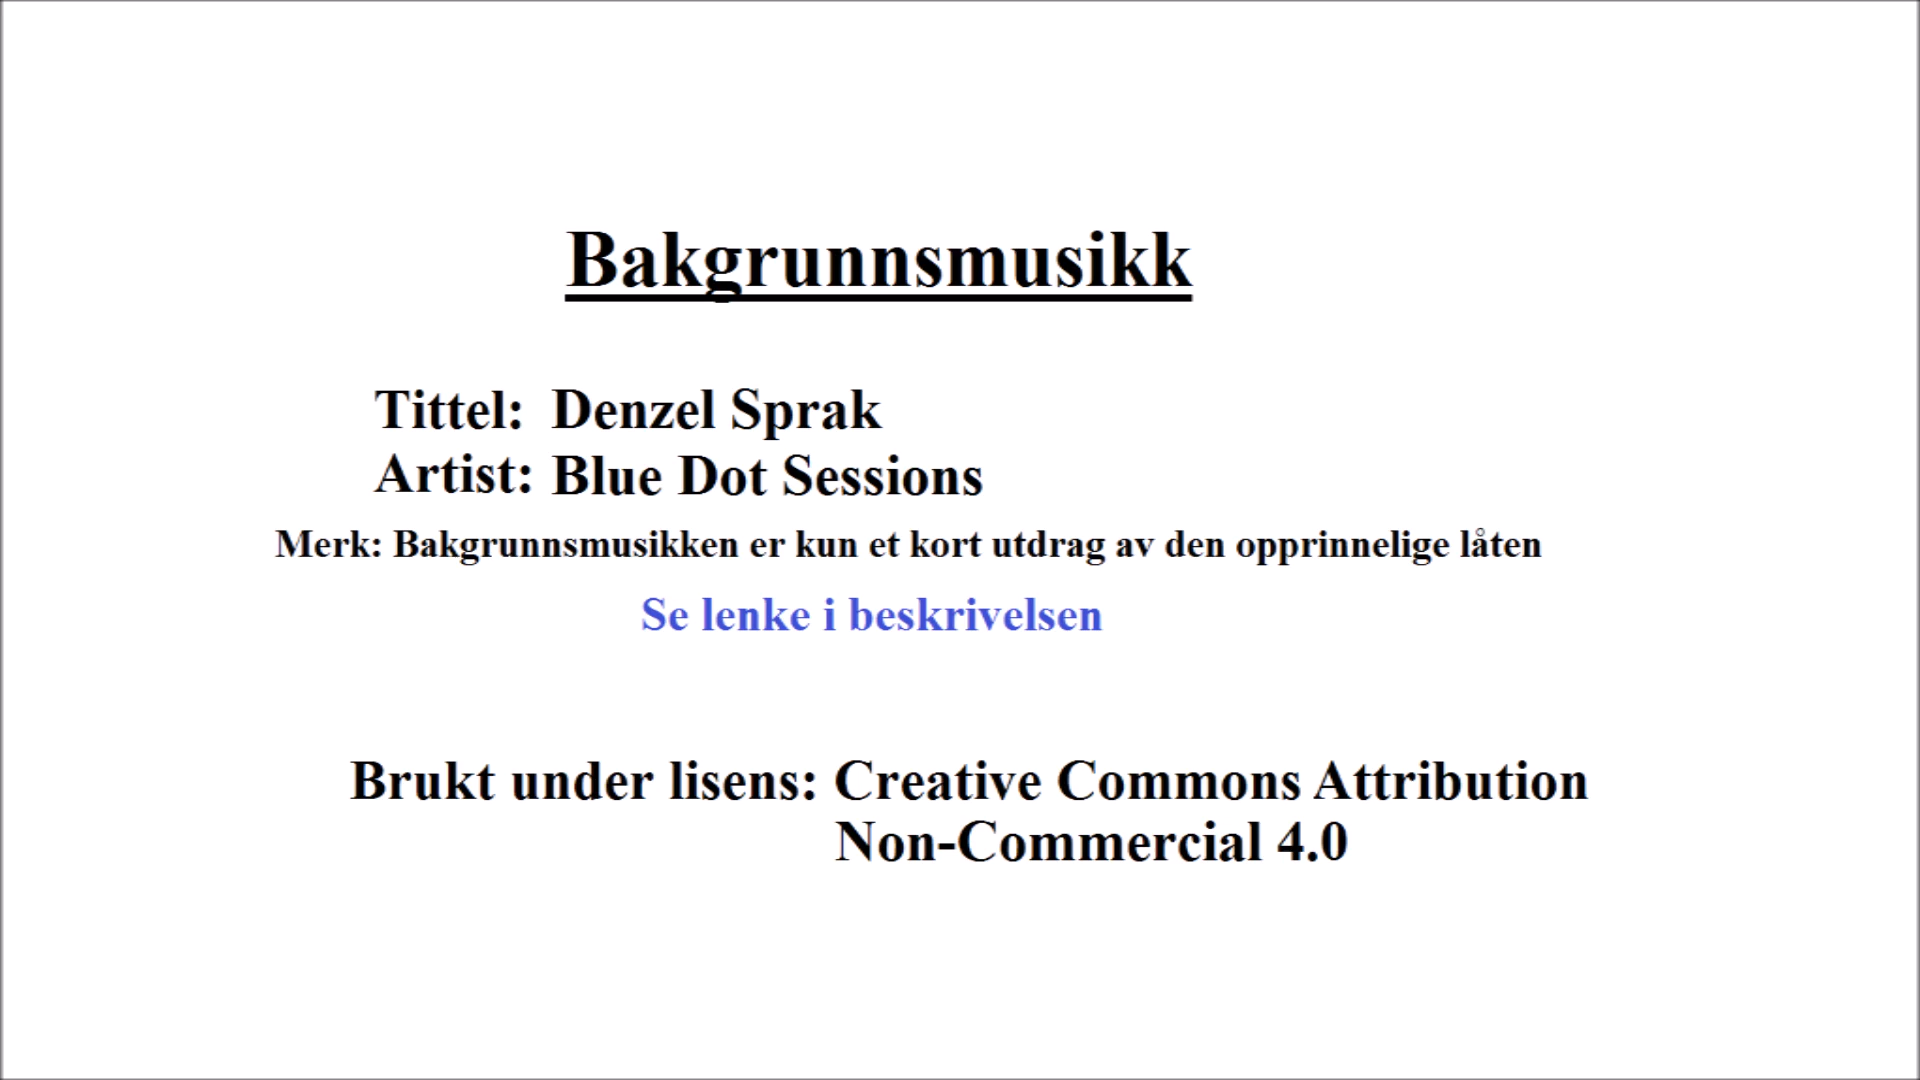 Bakgrunnsmusikk
Tittel: Denzel Sprak
Artist: Blue Dot Sessions
Merk: Bakgrunnsmusikken er kun et kort utdrag av den opprinnelige låten
Se lenke i beskrivelsen
Brukt under lisens: Creative Commons Attribution
Non-Commercial 4.0